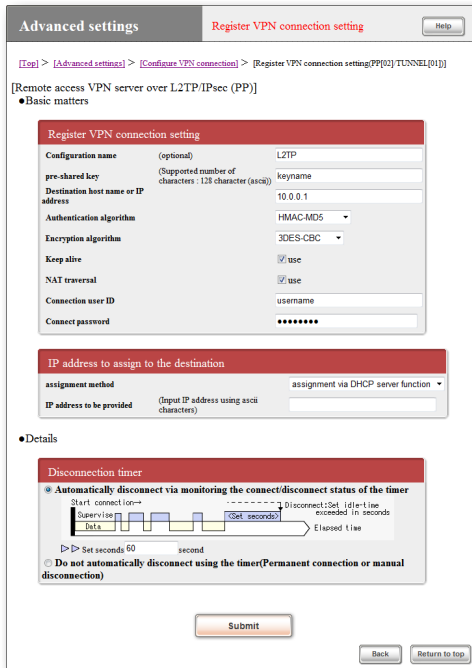 Advanced settings
Register VPN connection setting
Help
[Top] > [Advanced settings] > [Configure VPN connection] > [Register VPN connection setting(PP[02]/TUNNEL[01])]
[Remote access VPN server over L2TP/IPsec (PP)]
●Basic matters
Register VPN connection setting
Configuration name (optional) L2TP
pre-shared key (Supported number of
characters : 128 character (ascii)) keyname
Destination host name or IP
address 10.0.0.1
Authentication algorithm HMAC-MD5
Encryption algorithm 3DES-CBC
Keep alive use
NAT traversal use
Connection user ID username
Connect password ●●●●●●●●
IP address to assign to the destination
assignment method assignment via DHCP server function
IP address to be provided (Input IP address using ascii
characters)
●Details
Disconnection timer
Automatically disconnect via monitoring the connect/disconnect status of the timer
Start connection→
Disconnect:Set idle-time
exceeded in seconds
Supervise
<Set seconds>
Data
Elapsed time
Set seconds 60 second
Do not automatically disconnect using the timer(Permanent connection or manual
disconnection)
Submit
Back
Return to top